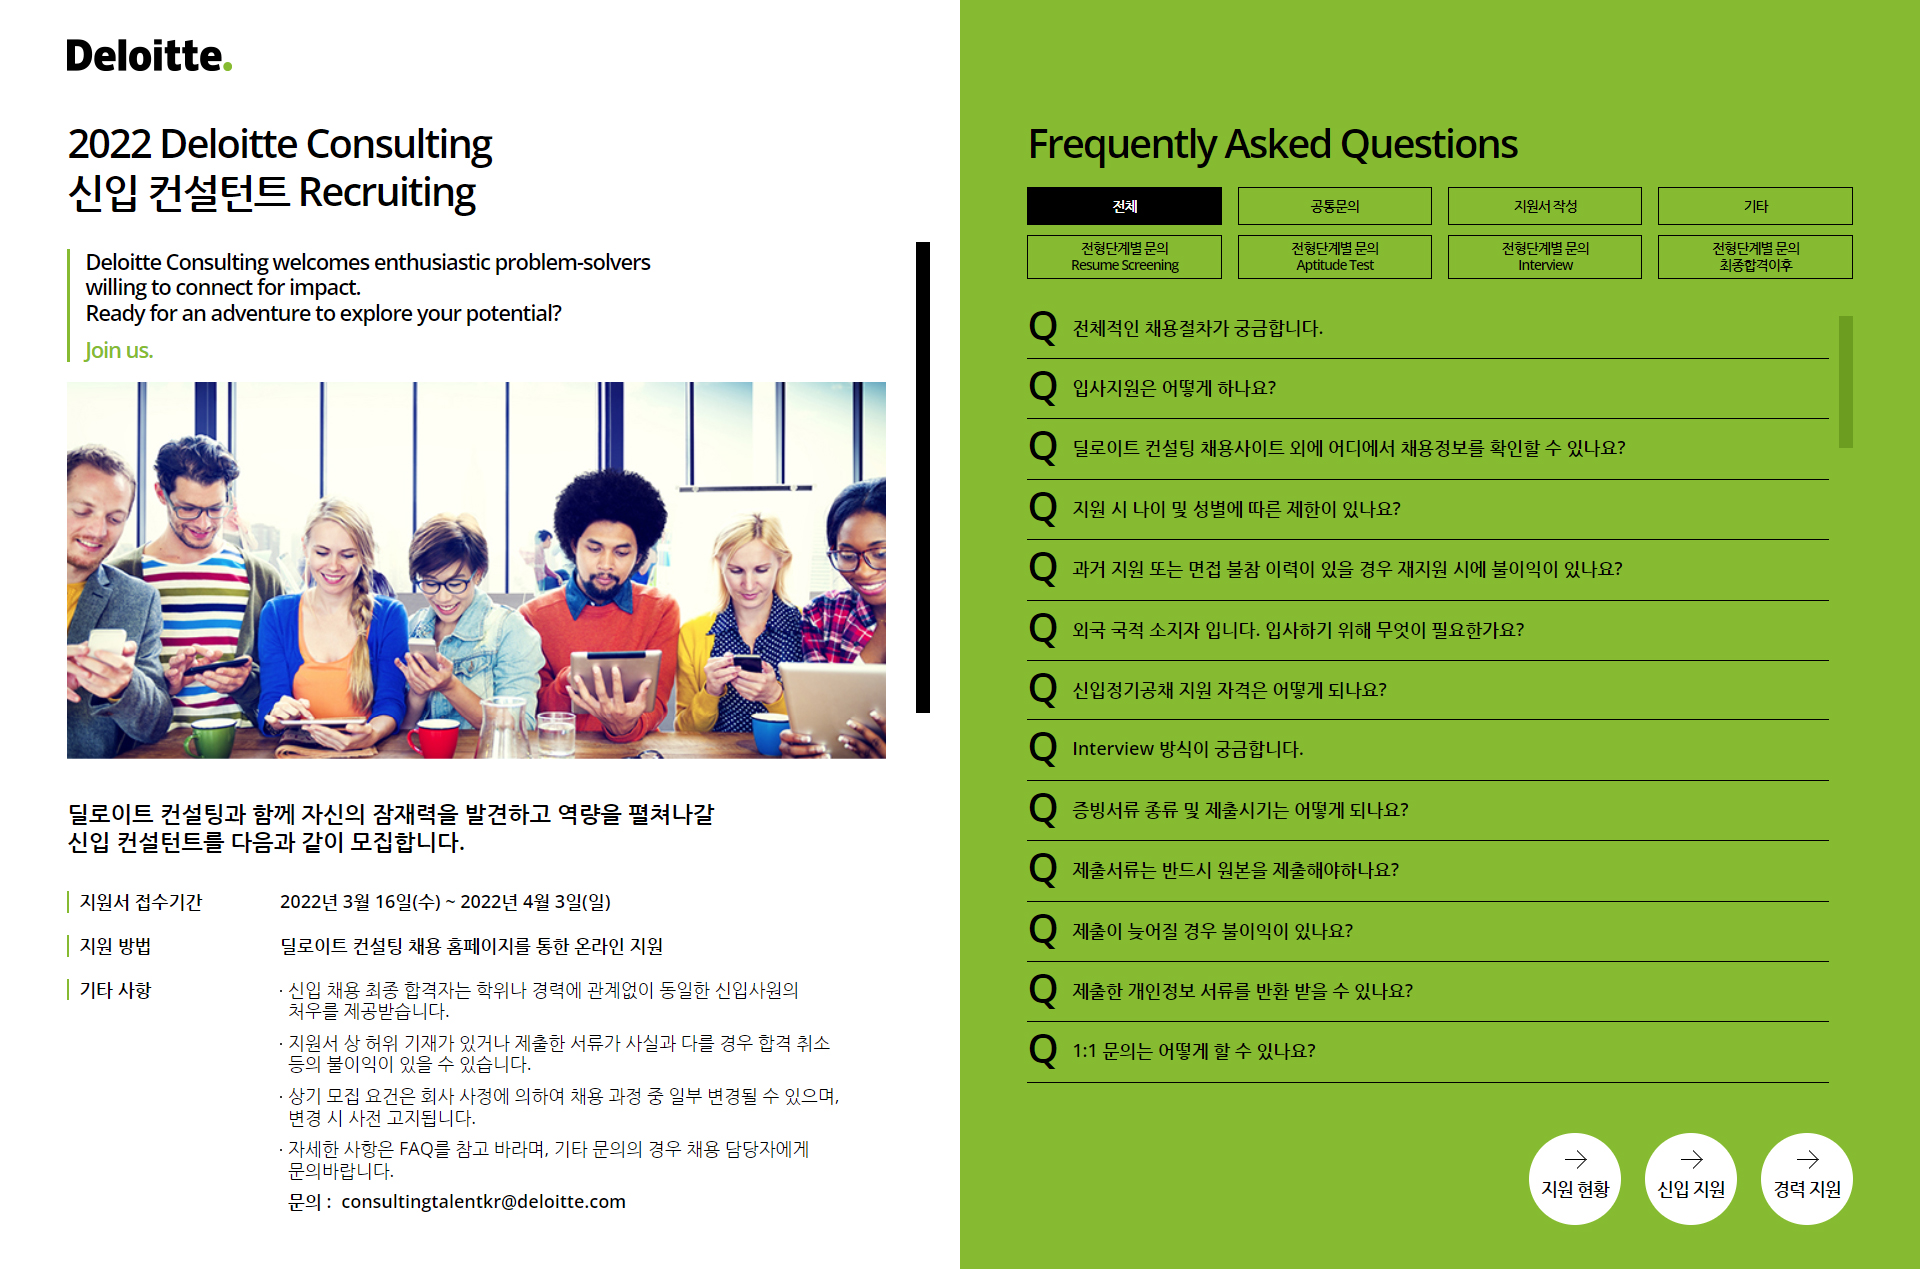 Deloitte.
2022 Deloitte Consulting
신입 컨설턴트 Recruiting
Deloitte Consulting welcomes enthusiastic problem-solvers
willing to connect for impact.
Ready for an adventure to explore your potential?
Join us.
딜로이트 컨설팅과 함께 자신의 잠재력을 발견하고 역량을 펼쳐나갈
신입 컨설턴트를 다음과 같이 모집합니다.
지원서 접수기간 2022년 3월 16일(수) ~ 2022년 4월 3일(일)
지원 방법 딜로이트 컨설팅 채용 홈페이지를 통한 온라인 지원
기타 사항 · 신입 채용 최종 합격자는 학위나 경력에 관계없이 동일한 신입사원의
처우를 제공받습니다.
· 지원서 상 허위 기재가 있거나 제출한 서류가 사실과 다를 경우 합격 취소
등의 불이익이 있을 수 있습니다.
· 상기 모집 요건은 회사 사정에 의하여 채용 과정 중 일부 변경될 수 있으며,
변경 시 사전 고지됩니다.
· 자세한 사항은 FAQ를 참고 바라며, 기타 문의의 경우 채용 담당자에게
문의바랍니다.
문의 : consultingtalentkr@deloitte.com
Frequently Asked Questions
전체 공통문의 지원서 작성 기타
전형단계별 문의 전형단계별 문의 전형단계별 문의 전형단계별 문의
Resume Screening Aptitude Test Interview 최종합격이후
Q 전체적인 채용절차가 궁금합니다.
Q 입사지원은 어떻게 하나요?
Q 딜로이트 컨설팅 채용사이트 외에 어디에서 채용정보를 확인할 수 있나요?
Q 지원 시 나이 및 성별에 따른 제한이 있나요?
Q 과거 지원 또는 면접 불참 이력이 있을 경우 재지원 시에 불이익이 있나요?
Q 외국 국적 소지자 입니다. 입사하기 위해 무엇이 필요한가요?
Q 신입정기공채 지원 자격은 어떻게 되나요?
Q Interview 방식이 궁금합니다.
Q 증빙서류 종류 및 제출시기는 어떻게 되나요?
Q 제출서류는 반드시 원본을 제출해야하나요?
Q 제출이 늦어질 경우 불이익이 있나요?
Q 제출한 개인정보 서류를 반환 받을 수 있나요?
Q 1:1 문의는 어떻게 할 수 있나요?
지원 현황 신입 지원 경력 지원